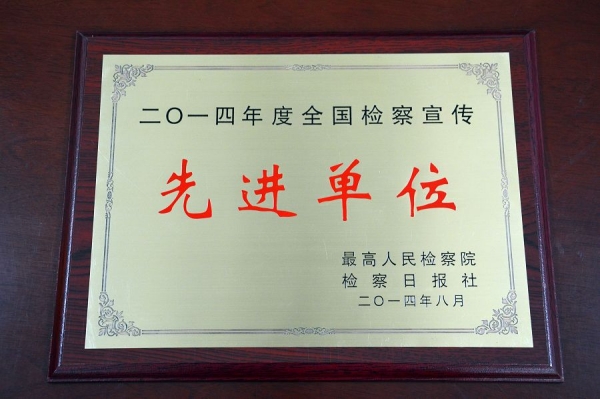 二〇一四年度全国检察宣传
先进单位
最高人民检察院
检察日报社
二〇一四年八月